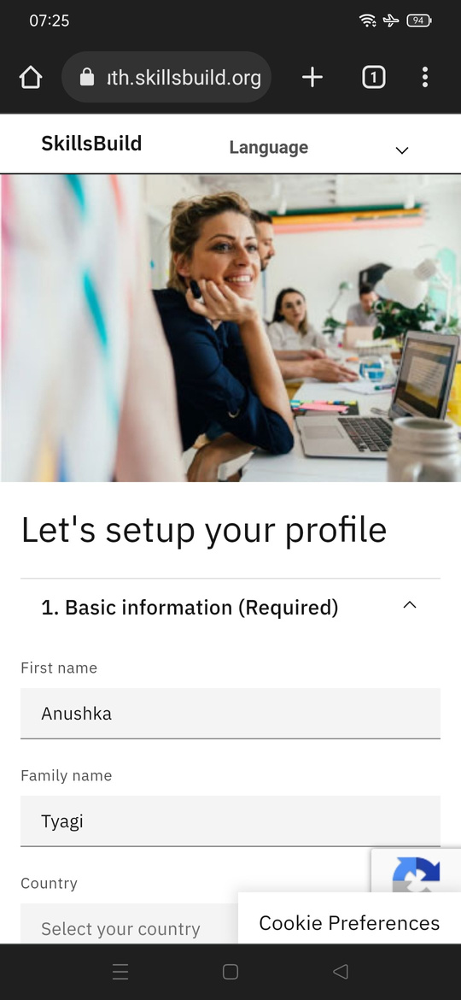 07:25
94
uth.skillsbuild.org
1
SkillsBuild
Language
Let's setup your profile
1. Basic information (Required)
First name
Anushka
Family name
Tyagi
Country
Select your country
Cookie Preferences